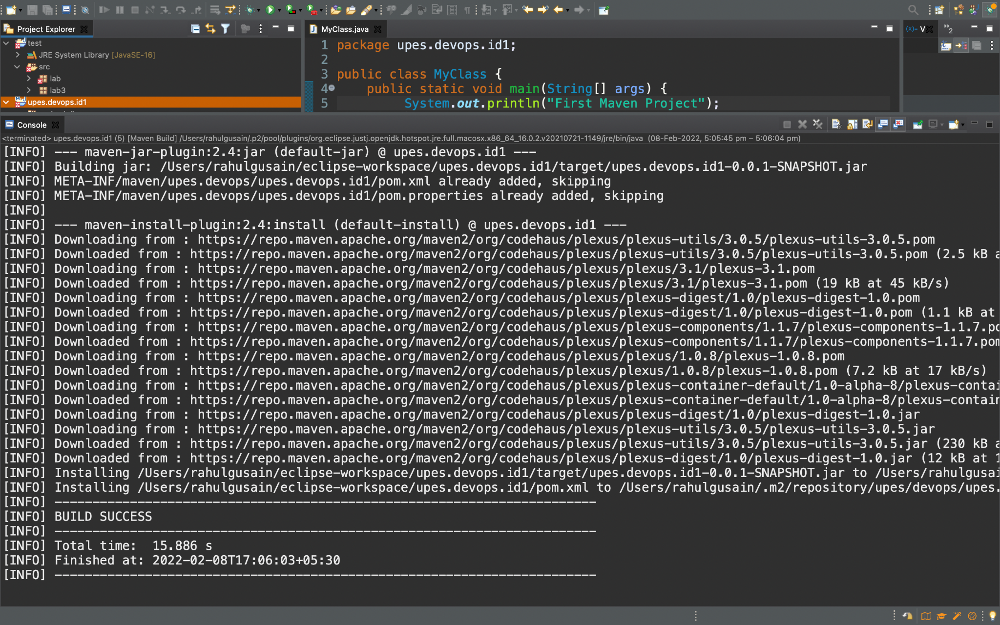 Project Explorer
test
JRE System Library [JavaSE-16]
src
lab
lab3
upes.devops.id1
MyClass.java
1 package upes.devops.id1;
2
3 public class MyClass {
4 public static void main(String[] args) {
5 System.out.println("First Maven Project");
(x)= V
2
Console
<terminated> upes.devops.id1 (5) [Maven Build] /Users/rahulgusain/.p2/pool/plugins/org.eclipse.justj.openjdk.hotspot.jre.full.macosx.x86_64_16.0.2.v20210721-1149/jre/bin/java (08-Feb-2022, 5:05:45 pm – 5:06:04 pm)
[INFO] --- maven-jar-plugin:2.4:jar (default-jar) @ upes.devops.id1 ---
[INFO] Building jar: /Users/rahulgusain/eclipse-workspace/upes.devops.id1/target/upes.devops.id1-0.0.1-SNAPSHOT.jar
[INFO] META-INF/maven/upes.devops/upes.devops.id1/pom.xml already added, skipping
[INFO] META-INF/maven/upes.devops/upes.devops.id1/pom.properties already added, skipping
[INFO]
[INFO] --- maven-install-plugin:2.4:install (default-install) @ upes.devops.id1 ---
[INFO] Downloading from : https://repo.maven.apache.org/maven2/org/codehaus/plexus/plexus-utils/3.0.5/plexus-utils-3.0.5.pom
[INFO] Downloaded from : https://repo.maven.apache.org/maven2/org/codehaus/plexus/plexus-utils/3.0.5/plexus-utils-3.0.5.pom (2.5 kB a
[INFO] Downloading from : https://repo.maven.apache.org/maven2/org/codehaus/plexus/plexus/3.1/plexus-3.1.pom
[INFO] Downloaded from : https://repo.maven.apache.org/maven2/org/codehaus/plexus/plexus/3.1/plexus-3.1.pom (19 kB at 45 kB/s)
[INFO] Downloading from : https://repo.maven.apache.org/maven2/org/codehaus/plexus/plexus-digest/1.0/plexus-digest-1.0.pom
[INFO] Downloaded from : https://repo.maven.apache.org/maven2/org/codehaus/plexus/plexus-digest/1.0/plexus-digest-1.0.pom (1.1 kB at
[INFO] Downloading from : https://repo.maven.apache.org/maven2/org/codehaus/plexus/plexus-components/1.1.7/plexus-components-1.1.7.po
[INFO] Downloaded from : https://repo.maven.apache.org/maven2/org/codehaus/plexus/plexus-components/1.1.7/plexus-components-1.1.7.pom
[INFO] Downloading from : https://repo.maven.apache.org/maven2/org/codehaus/plexus/plexus/1.0.8/plexus-1.0.8.pom
[INFO] Downloaded from : https://repo.maven.apache.org/maven2/org/codehaus/plexus/plexus/1.0.8/plexus-1.0.8.pom (7.2 kB at 17 kB/s)
[INFO] Downloading from : https://repo.maven.apache.org/maven2/org/codehaus/plexus/plexus-container-default/1.0-alpha-8/plexus-contai
[INFO] Downloaded from : https://repo.maven.apache.org/maven2/org/codehaus/plexus/plexus-container-default/1.0-alpha-8/plexus-contain
[INFO] Downloading from : https://repo.maven.apache.org/maven2/org/codehaus/plexus/plexus-digest/1.0/plexus-digest-1.0.jar
[INFO] Downloading from : https://repo.maven.apache.org/maven2/org/codehaus/plexus/plexus-utils/3.0.5/plexus-utils-3.0.5.jar
[INFO] Downloaded from : https://repo.maven.apache.org/maven2/org/codehaus/plexus/plexus-utils/3.0.5/plexus-utils-3.0.5.jar (230 kB a
[INFO] Downloaded from : https://repo.maven.apache.org/maven2/org/codehaus/plexus/plexus-digest/1.0/plexus-digest-1.0.jar (12 kB at 1
[INFO] Installing /Users/rahulgusain/eclipse-workspace/upes.devops.id1/target/upes.devops.id1-0.0.1-SNAPSHOT.jar to /Users/rahulgusai
[INFO] Installing /Users/rahulgusain/eclipse-workspace/upes.devops.id1/pom.xml to /Users/rahulgusain/.m2/repository/upes/devops/upes.
[INFO] ------------------------------------------------------------------------
[INFO] BUILD SUCCESS
[INFO] ------------------------------------------------------------------------
[INFO] Total time:  15.886 s
[INFO] Finished at: 2022-02-08T17:06:03+05:30
[INFO] ------------------------------------------------------------------------